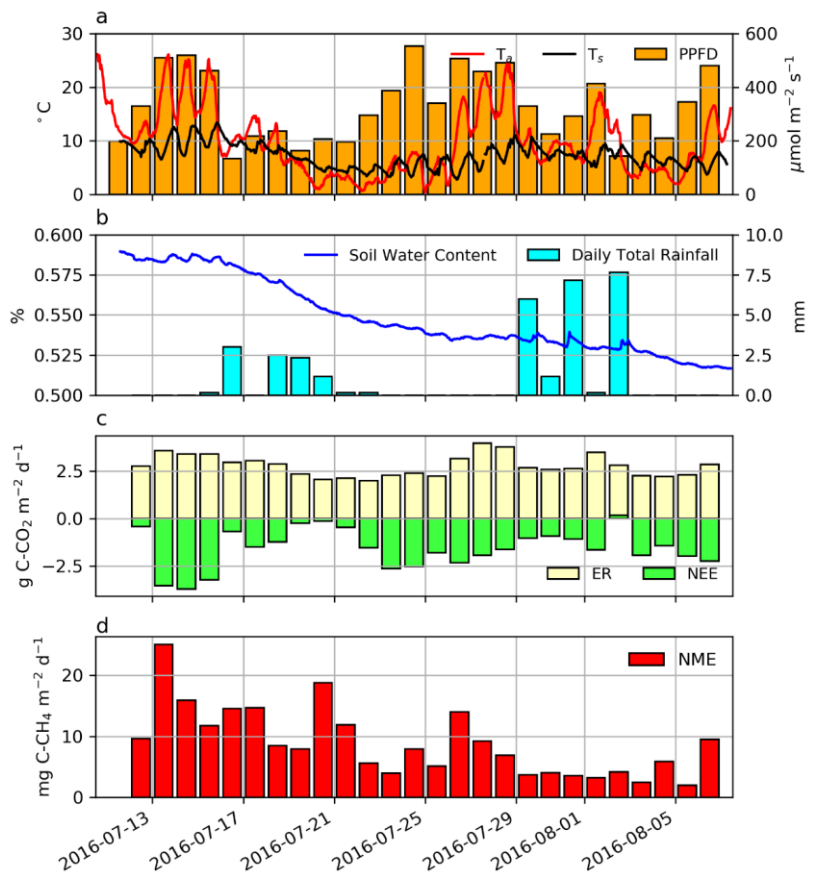 a
30
20
10
0
°C
Tₐ
Tₛ
PPFD
600
400
200
0
μmol m⁻² s⁻¹
b
0.600
0.575
0.550
0.525
0.500
%
Soil Water Content
Daily Total Rainfall
10.0
7.5
5.0
2.5
0.0
mm
c
2.5
0.0
−2.5
g C-CO₂ m⁻² d⁻¹
ER
NEE
d
20
10
0
mg C-CH₄ m⁻² d⁻¹
NME
2016-07-13
2016-07-17
2016-07-21
2016-07-25
2016-07-29
2016-08-01
2016-08-05